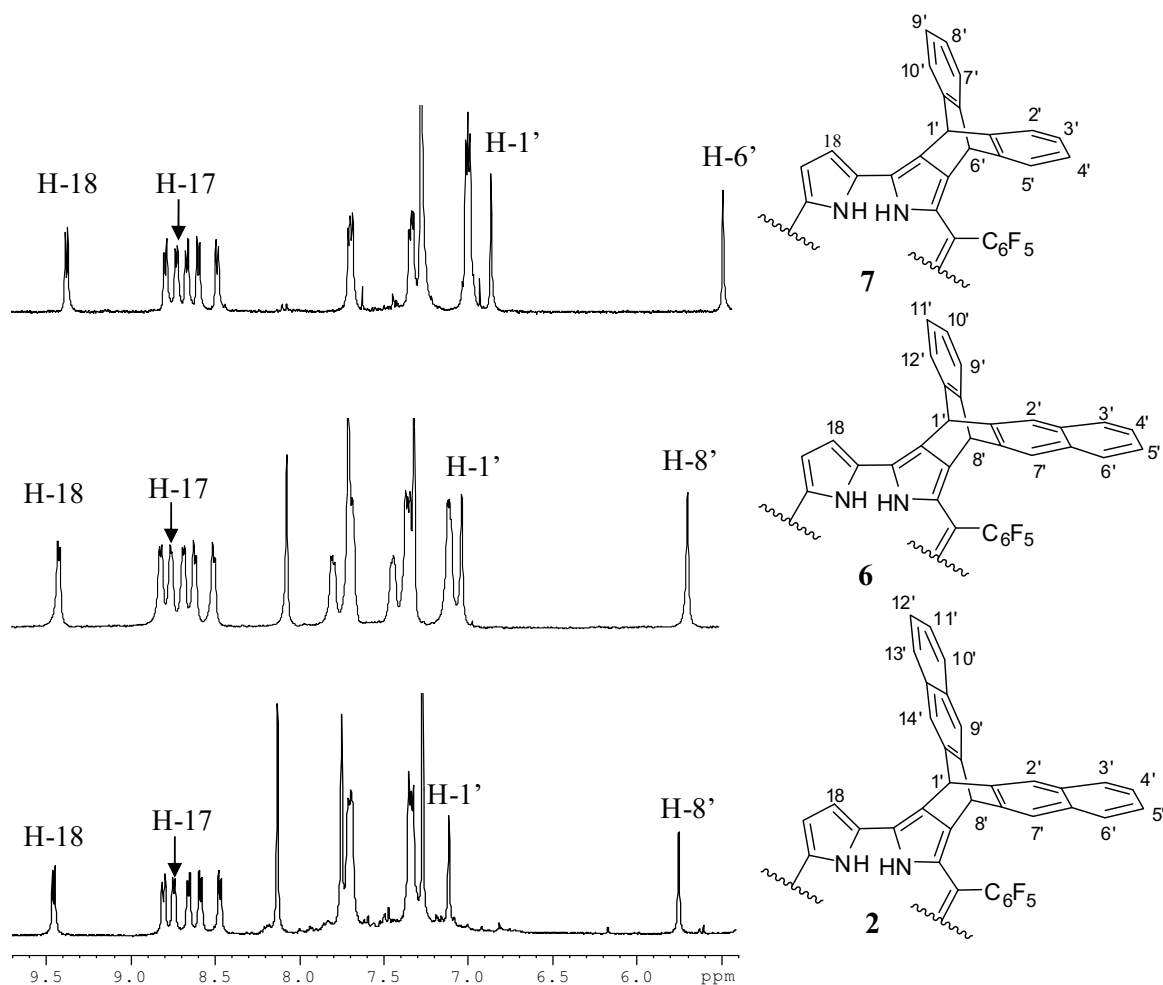 H-18
H-17
H-1’
H-6’
9'
8'
10'
7'
1'
2'
3'
18
6'
4'
5'
NH
HN
C6F5
7
H-18
H-17
H-1’
H-8’
11'
10'
12'
9'
1'
2'
3'
4'
18
8'
5'
7'
6'
NH
HN
C6F5
6
H-18
H-17
H-1’
H-8’
12'
11'
13'
10'
14'
9'
1'
2'
3'
4'
18
8'
5'
7'
6'
NH
HN
C6F5
2
9.5 9.0 8.5 8.0 7.5 7.0 6.5 6.0 ppm